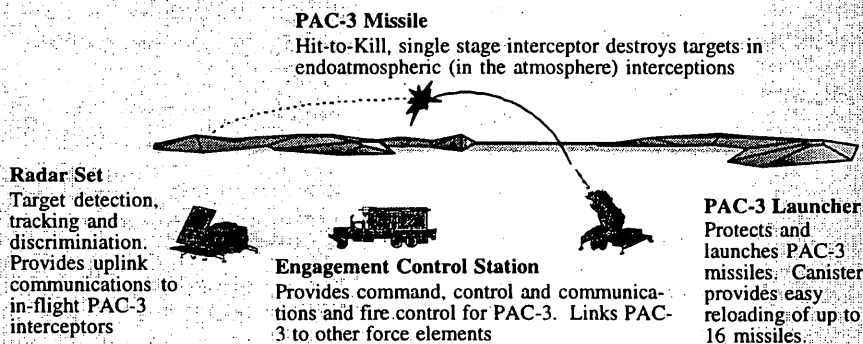 PAC-3 Missile
Hit-to-Kill, single stage interceptor destroys targets in
endoatmospheric (in the atmosphere) interceptions
Radar Set
Target detection,
tracking and
discriminiation.
Provides uplink
communications to
in-flight PAC-3
interceptors
Engagement Control Station
Provides command, control and communica-
tions and fire control for PAC-3. Links PAC-
3 to other force elements
PAC-3 Launcher
Protects and
launches PAC-3
missiles. Canister
provides easy
reloading of up to
16 missiles.